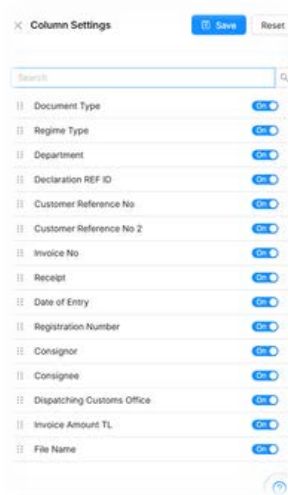 Column Settings
Save
Reset
Search
Document Type On
Regime Type On
Department On
Declaration REF ID On
Customer Reference No On
Customer Reference No 2 On
Invoice No On
Receipt On
Date of Entry On
Registration Number On
Consignor On
Consignee On
Dispatching Customs Office On
Invoice Amount TL On
File Name On